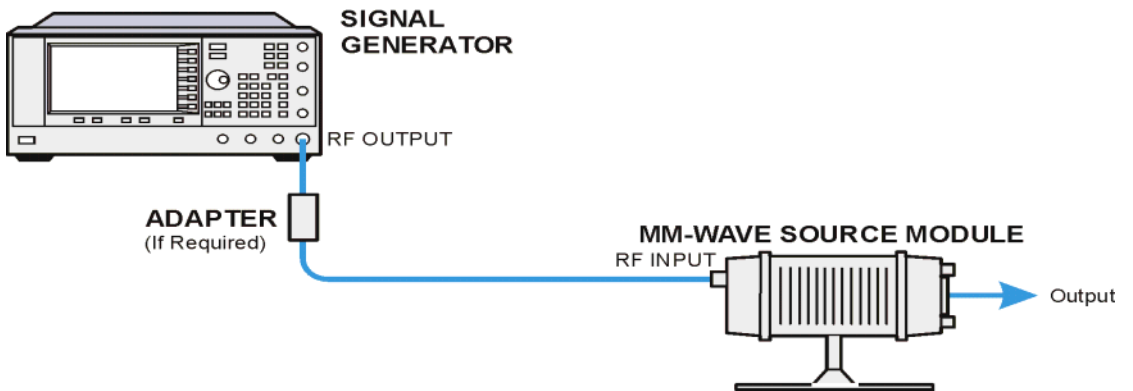 SIGNAL
GENERATOR
RF OUTPUT
ADAPTER
(If Required)
MM-WAVE SOURCE MODULE
RF INPUT
Output